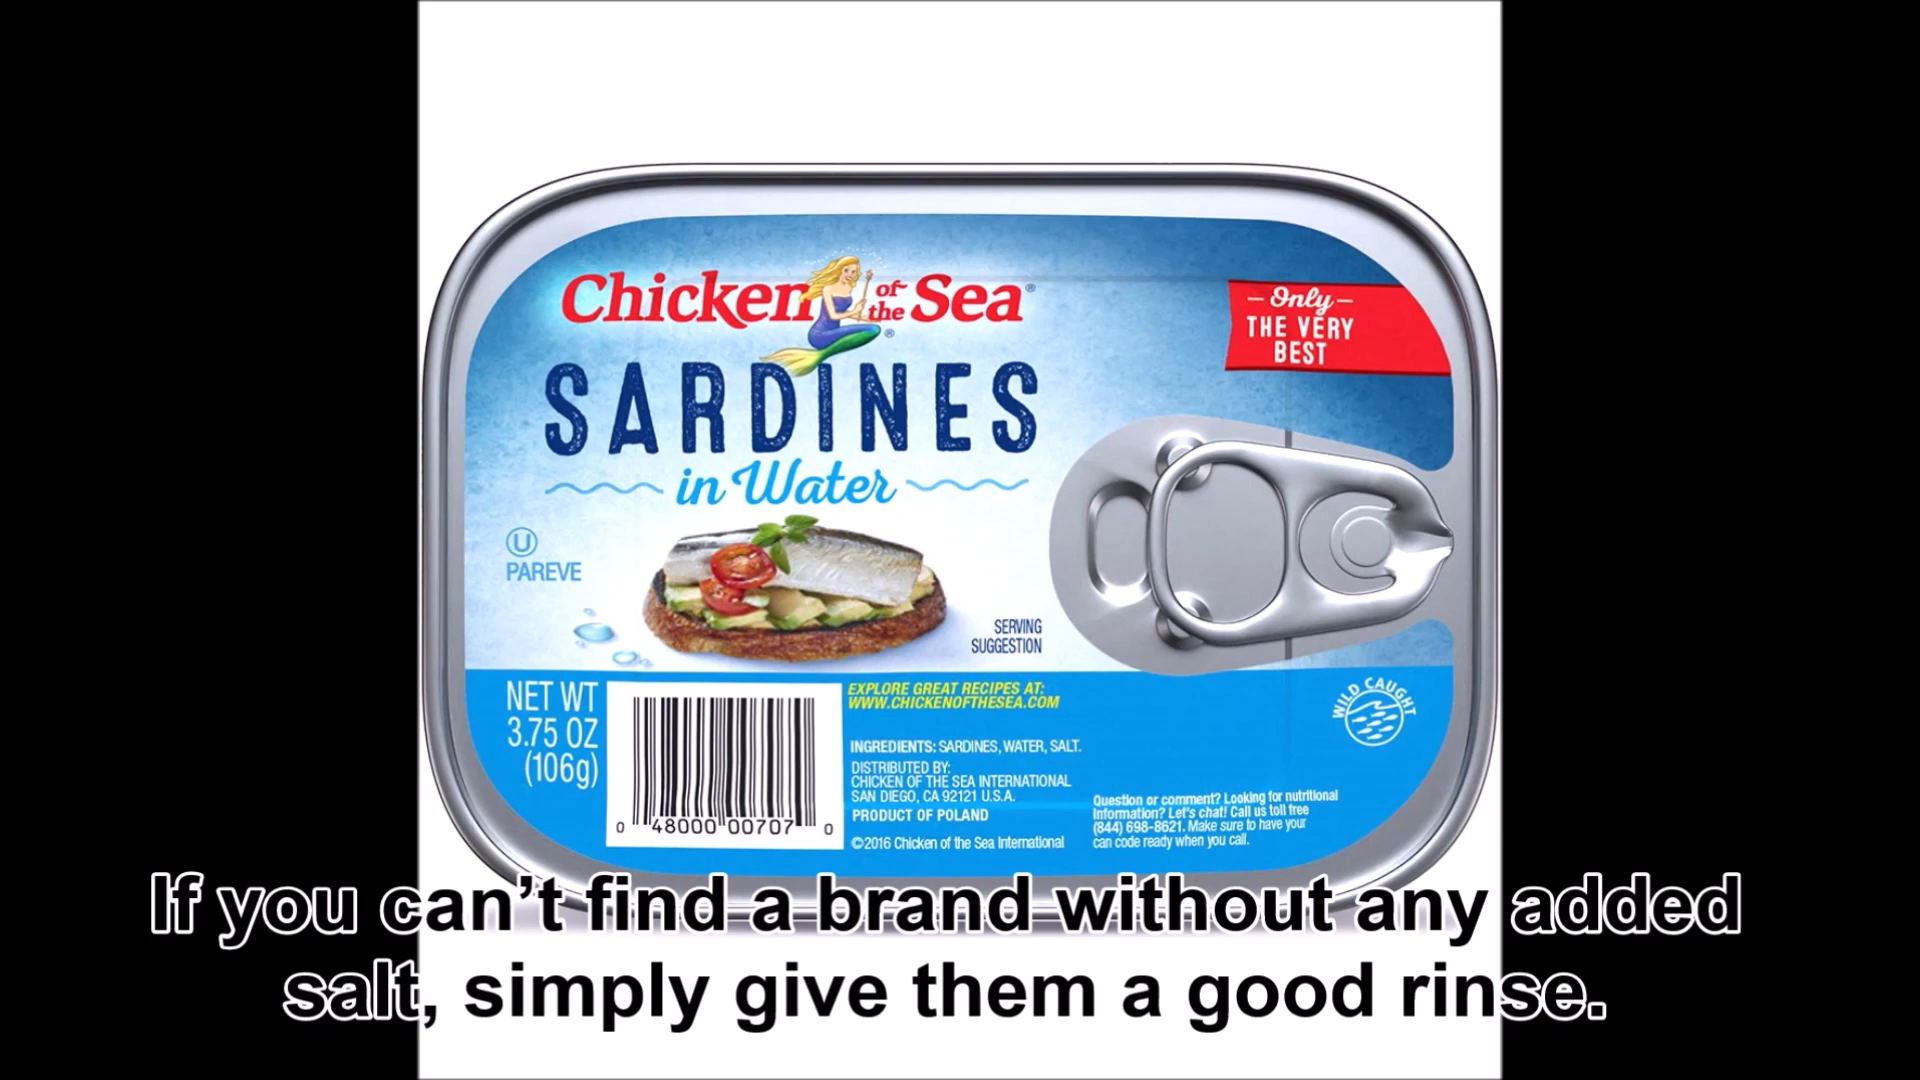 Chicken of the Sea®
®
— Only —
THE VERY
BEST
SARDINES
in Water
U
PAREVE
SERVING
SUGGESTION
NET WT
3.75 OZ
(106g)
0 48000 00707 0
EXPLORE GREAT RECIPES AT:
WWW.CHICKENOFTHESEA.COM
INGREDIENTS: SARDINES, WATER, SALT.
DISTRIBUTED BY:
CHICKEN OF THE SEA INTERNATIONAL
SAN DIEGO, CA 92121 U.S.A.
PRODUCT OF POLAND
©2016 Chicken of the Sea International
WILD CAUGHT
Question or comment? Looking for nutritional
information? Let's chat! Call us toll free
(844) 698-8621. Make sure to have your
can code ready when you call.
If you can’t find a brand without any added
salt, simply give them a good rinse.